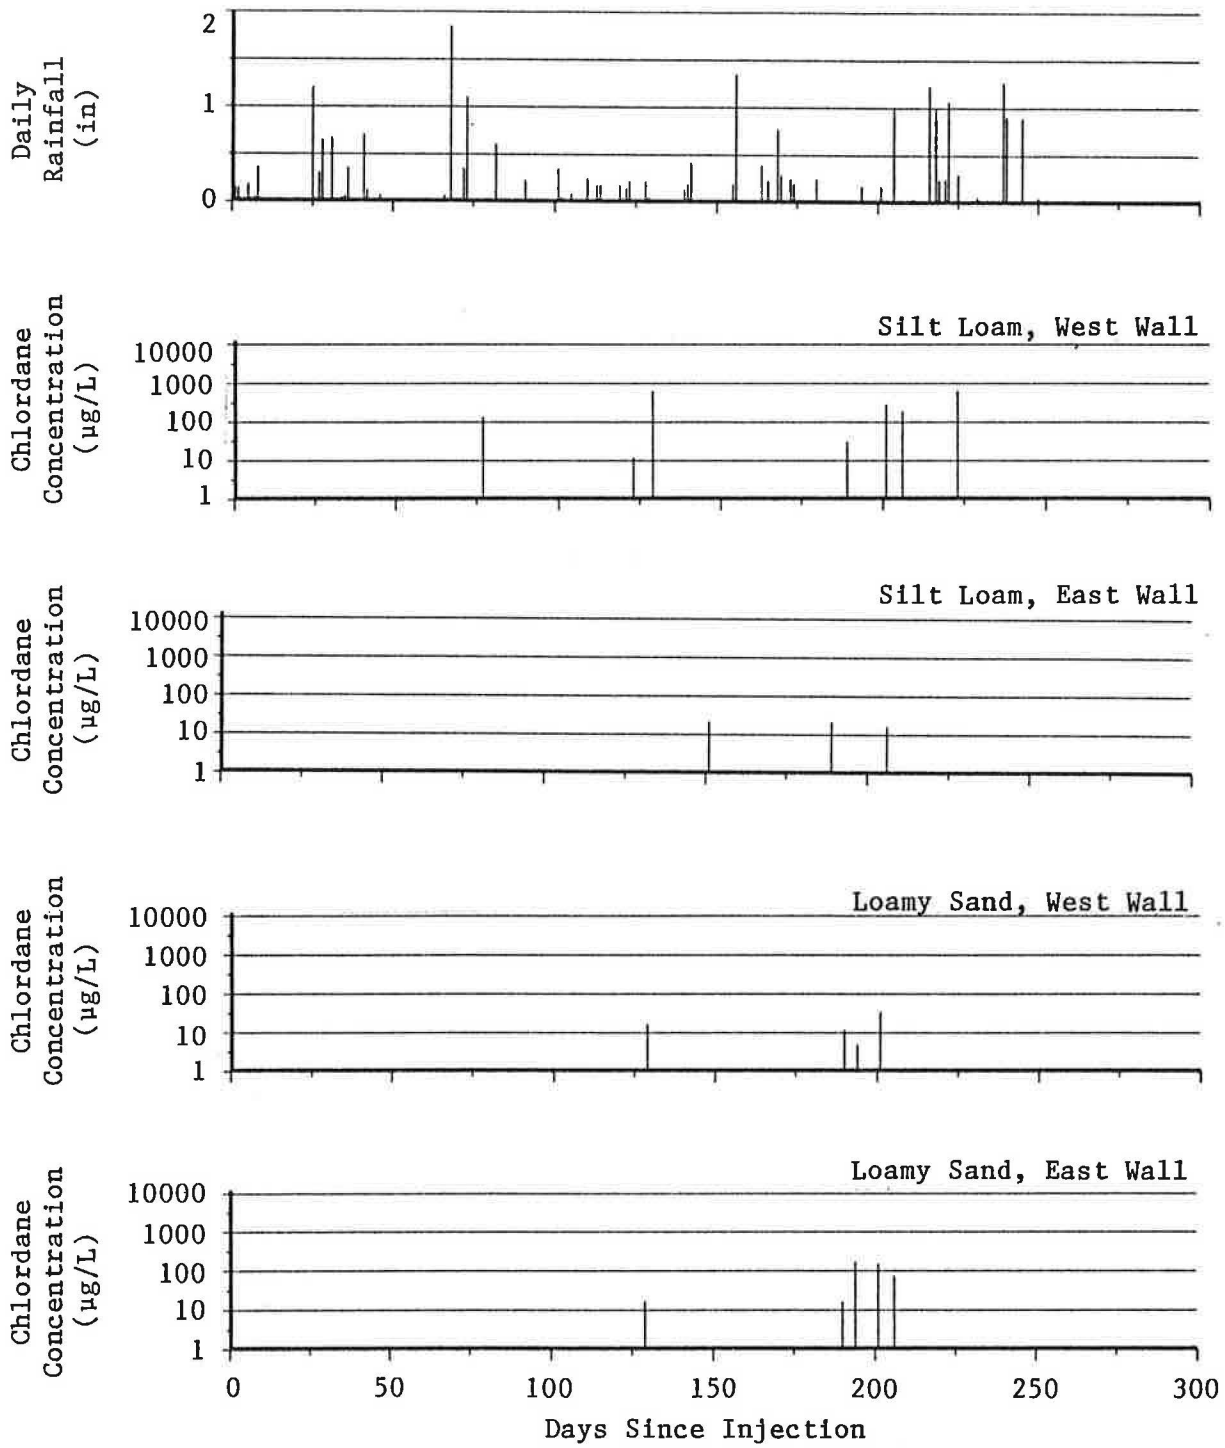 Daily
Rainfall
(in)
2
1
0
Silt Loam, West Wall
Chlordane
Concentration
(µg/L)
10000
1000
100
10
1
Silt Loam, East Wall
Chlordane
Concentration
(µg/L)
10000
1000
100
10
1
Loamy Sand, West Wall
Chlordane
Concentration
(µg/L)
10000
1000
100
10
1
Loamy Sand, East Wall
Chlordane
Concentration
(µg/L)
10000
1000
100
10
1
0 50 100 150 200 250 300
Days Since Injection